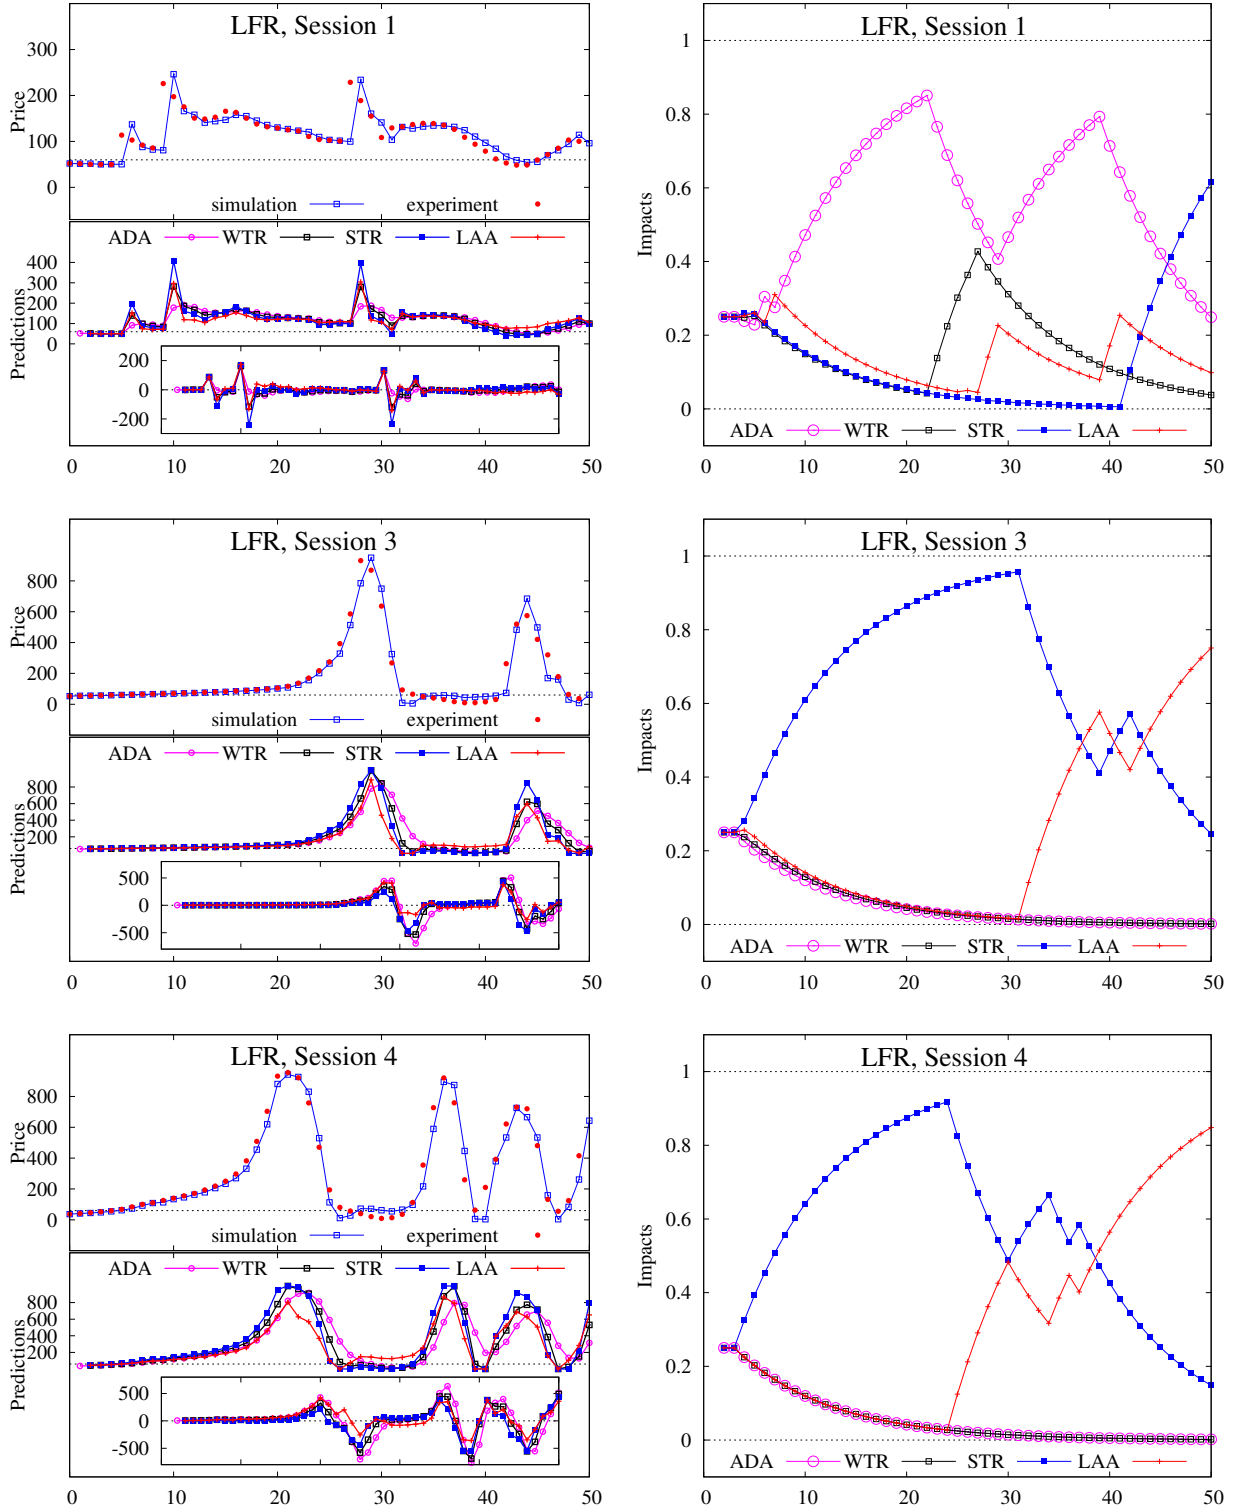 LFR, Session 1
300
200
100
0
Price
simulation experiment
ADA WTR STR LAA
400
300
200
100
0
Predictions
200
0
-200
0 10 20 30 40 50
LFR, Session 1
1
0.8
0.6
0.4
0.2
0
Impacts
ADA WTR STR LAA
0 10 20 30 40 50
LFR, Session 3
800
600
400
200
0
Price
simulation experiment
ADA WTR STR LAA
800
600
400
200
Predictions
500
0
-500
0 10 20 30 40 50
LFR, Session 3
1
0.8
0.6
0.4
0.2
0
Impacts
ADA WTR STR LAA
0 10 20 30 40 50
LFR, Session 4
800
600
400
200
0
Price
simulation experiment
ADA WTR STR LAA
800
600
400
200
Predictions
500
0
-500
0 10 20 30 40 50
LFR, Session 4
1
0.8
0.6
0.4
0.2
0
Impacts
ADA WTR STR LAA
0 10 20 30 40 50